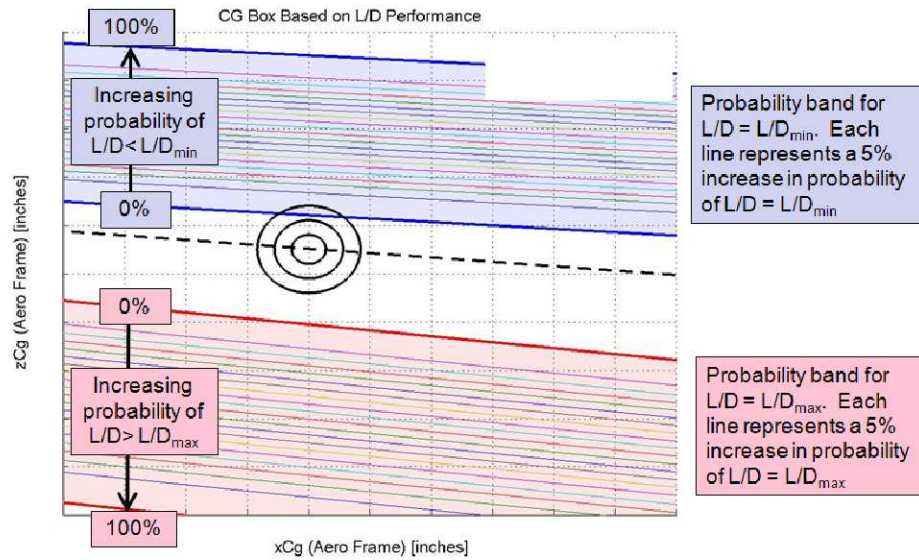 CG Box Based on L/D Performance
100%
Increasing
probability of
L/D< L/Dmin
0%
0%
Increasing
probability of
L/D> L/Dmax
100%
zCg (Aero Frame) [inches]
xCg (Aero Frame) [inches]
Probability band for
L/D = L/Dmin. Each
line represents a 5%
increase in probability
of L/D = L/Dmin
Probability band for
L/D = L/Dmax. Each
line represents a 5%
increase in probability
of L/D = L/Dmax